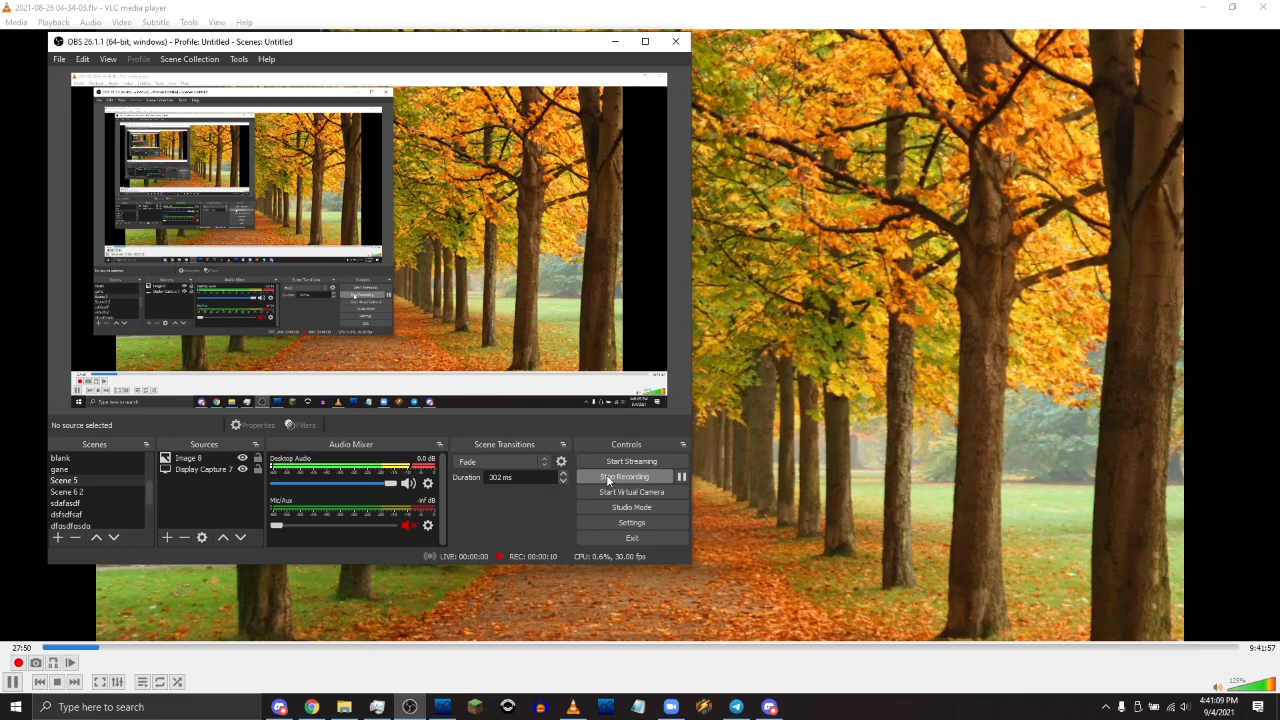 2021-08-26 04-34-03.flv - VLC media player
Media Playback Audio Video Subtitle Tools View Help
OBS 26.1.1 (64-bit, windows) - Profile: Untitled - Scenes: Untitled
File Edit View Profile Scene Collection Tools Help
No source selected
Properties
Filters
Scenes
blank
gane
Scene 5
Scene 6 2
sdafasdf
dsfsdfsaf
dfasdfasda
Sources
Image 8
Display Capture 7
Audio Mixer
Desktop Audio 0.0 dB
Mic/Aux -inf dB
Scene Transitions
Fade
Duration 302 ms
Controls
Start Streaming
Stop Recording
Start Virtual Camera
Studio Mode
Settings
Exit
LIVE: 00:00:00 REC: 00:00:10 CPU: 0.6%, 30.00 fps
27:50 9:41:57
125%
Type here to search
4:41:09 PM
9/4/2021